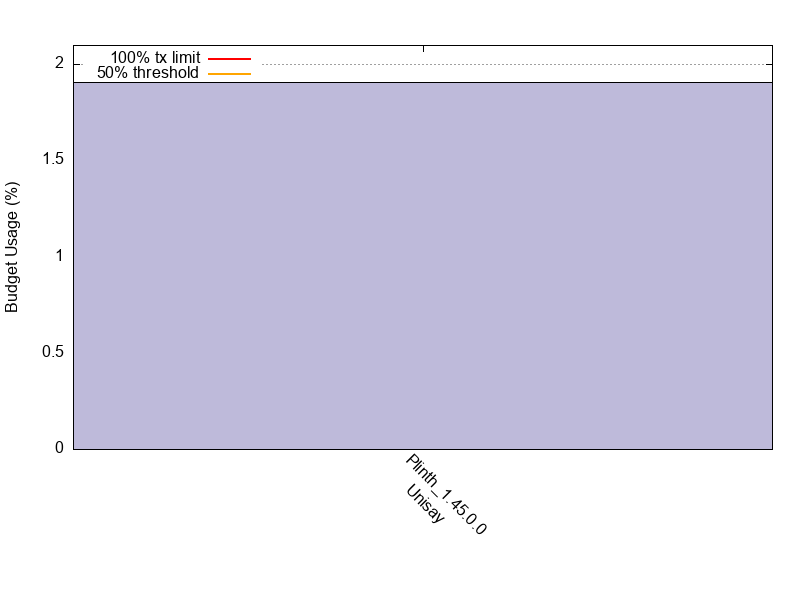 100% tx limit
50% threshold
2
1.5
1
0.5
0
Budget Usage (%)
Plinth_1.45.0.0
Unisay